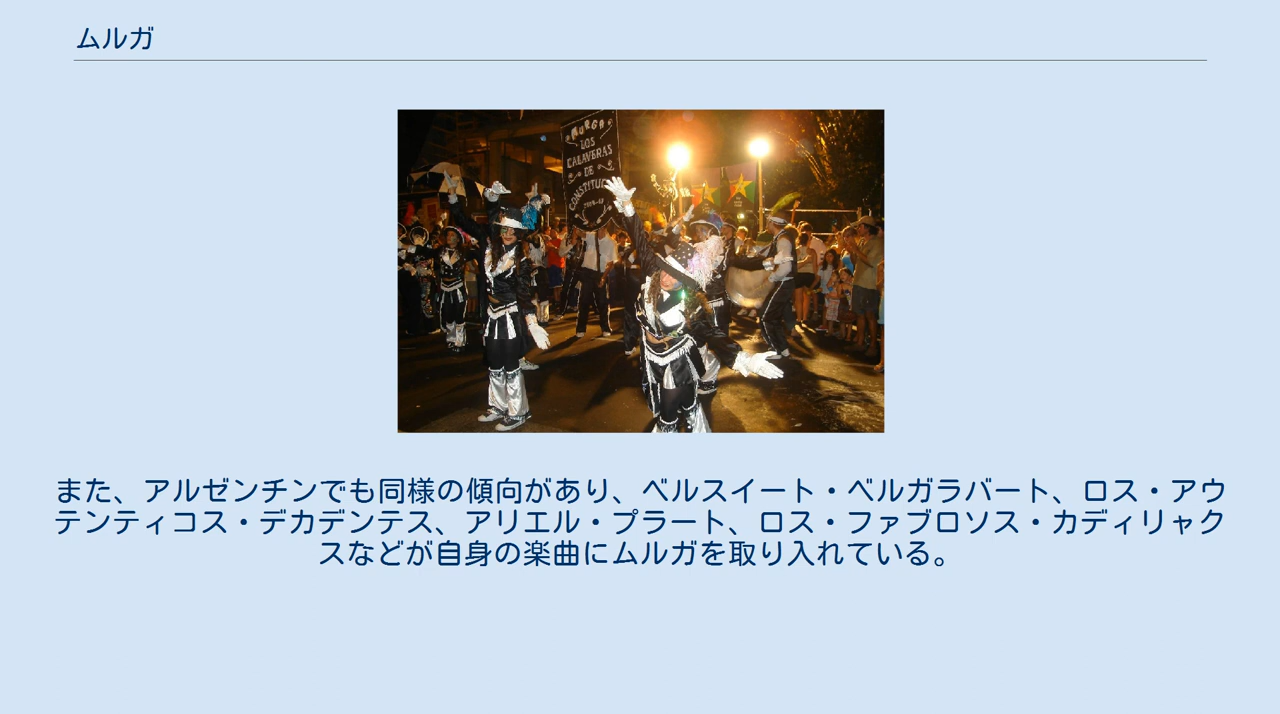 ムルガ
MURGA
LOS
CALAVERAS
DE
CONSTITUC
また、アルゼンチンでも同様の傾向があり、ベルスイート・ベルガラバート、ロス・アウ
テンティコス・デカデンテス、アリエル・プラート、ロス・ファブロソス・カディリャク
スなどが自身の楽曲にムルガを取り入れている。